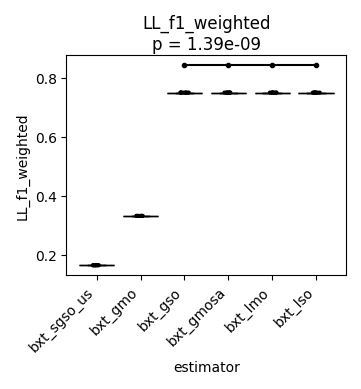 LL_f1_weighted
p = 1.39e-09
LL_f1_weighted
0.8
0.6
0.4
0.2
bxt_sgso_us
bxt_gmo
bxt_gso
bxt_gmosa
bxt_lmo
bxt_lso
estimator